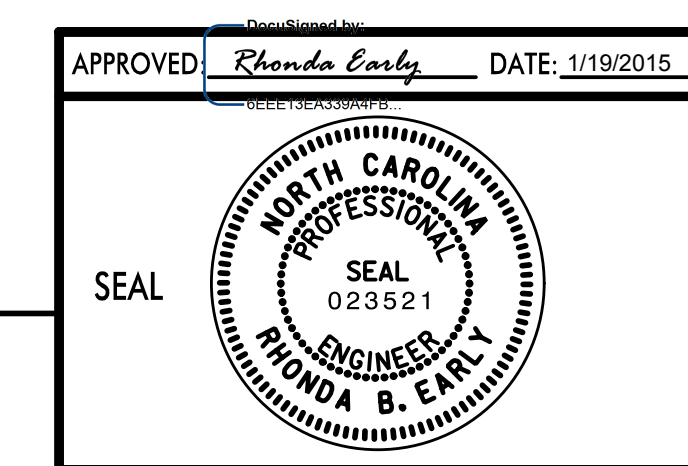 DocuSigned by:
APPROVED: Rhonda Early DATE: 1/19/2015
6EEE13EA339A4FB...
SEAL
NORTH CAROLINA
PROFESSIONAL
SEAL
023521
ENGINEER
RHONDA B. EARLY